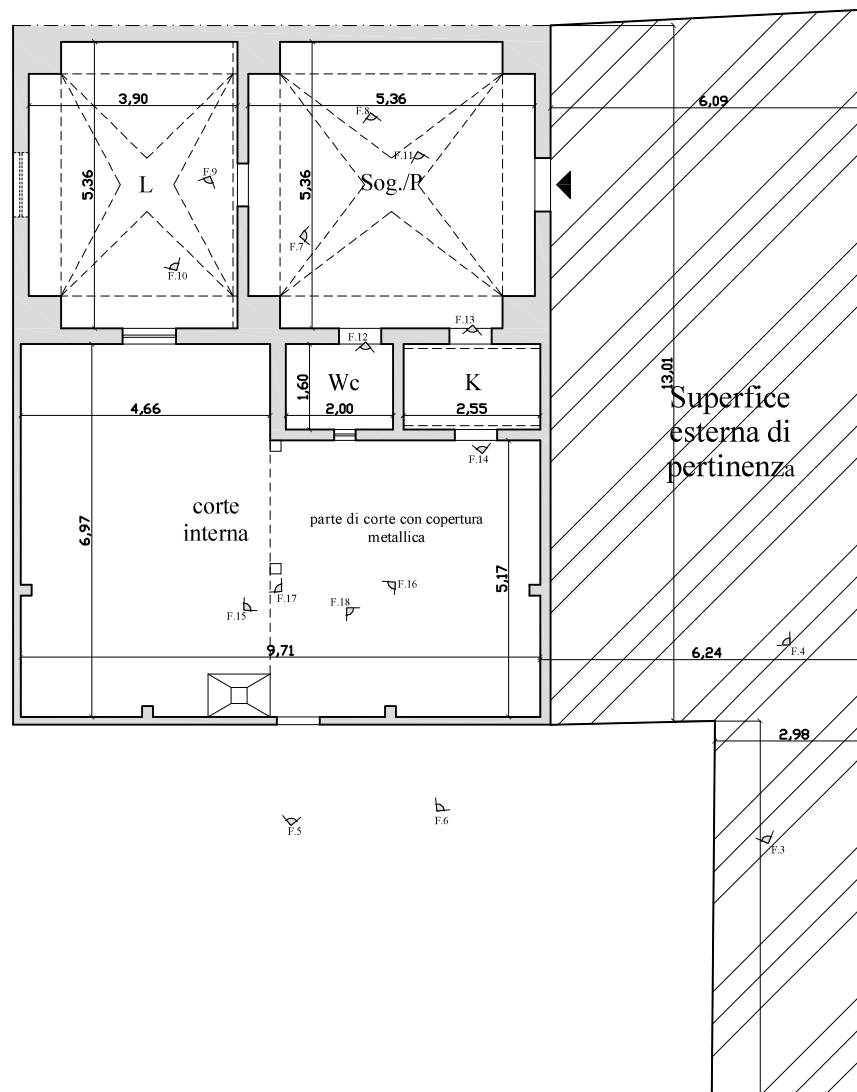 3,90
5,36
6,09
F.8
F.11
F.9
5,36
L
5,36
Sog./P
F.7
F.10
F.12
F.13
1,60
Wc
K
2,00
2,55
4,66
13,01
Superfice
esterna di
pertinenza
F.14
corte
interna
parte di corte con copertura
metallica
6,97
5,17
F.15
F.17
F.18
F.16
9,71
6,24
F.4
2,98
F.5
F.6
F.3